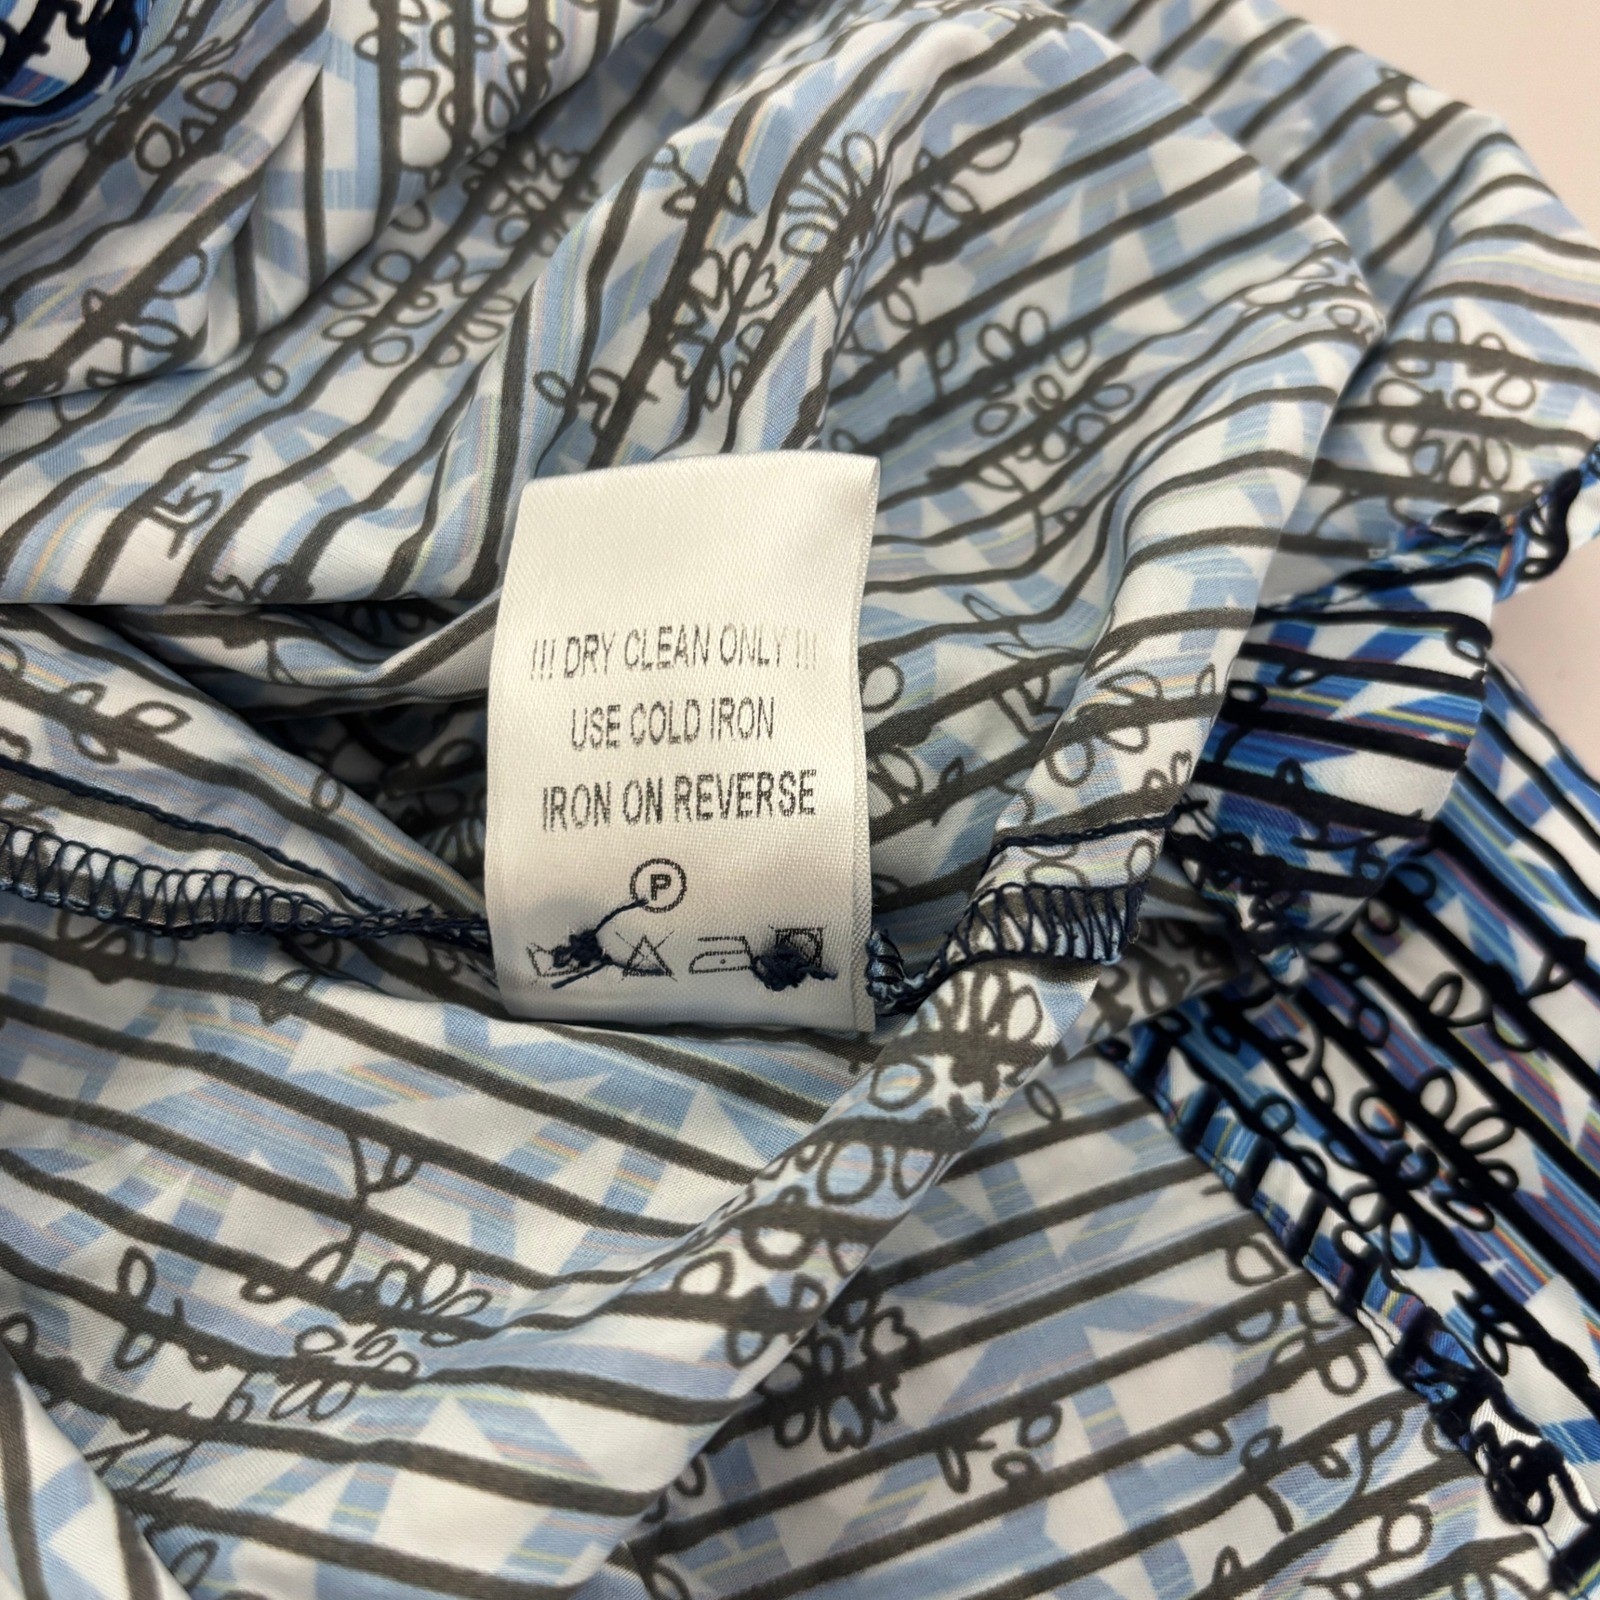 !!! DRY CLEAN ONLY !!!
USE COLD IRON
IRON ON REVERSE
P